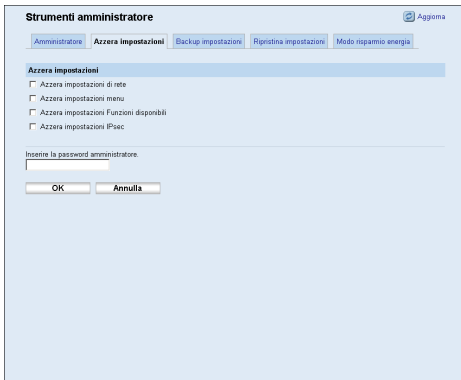 Strumenti amministratore
Aggiorna
Amministratore Azzera impostazioni Backup impostazioni Ripristina impostazioni Modo risparmio energia
Azzera impostazioni
Azzera impostazioni di rete
Azzera impostazioni menu
Azzera impostazioni Funzioni disponibili
Azzera impostazioni IPsec
Inserire la password amministratore.
OK Annulla